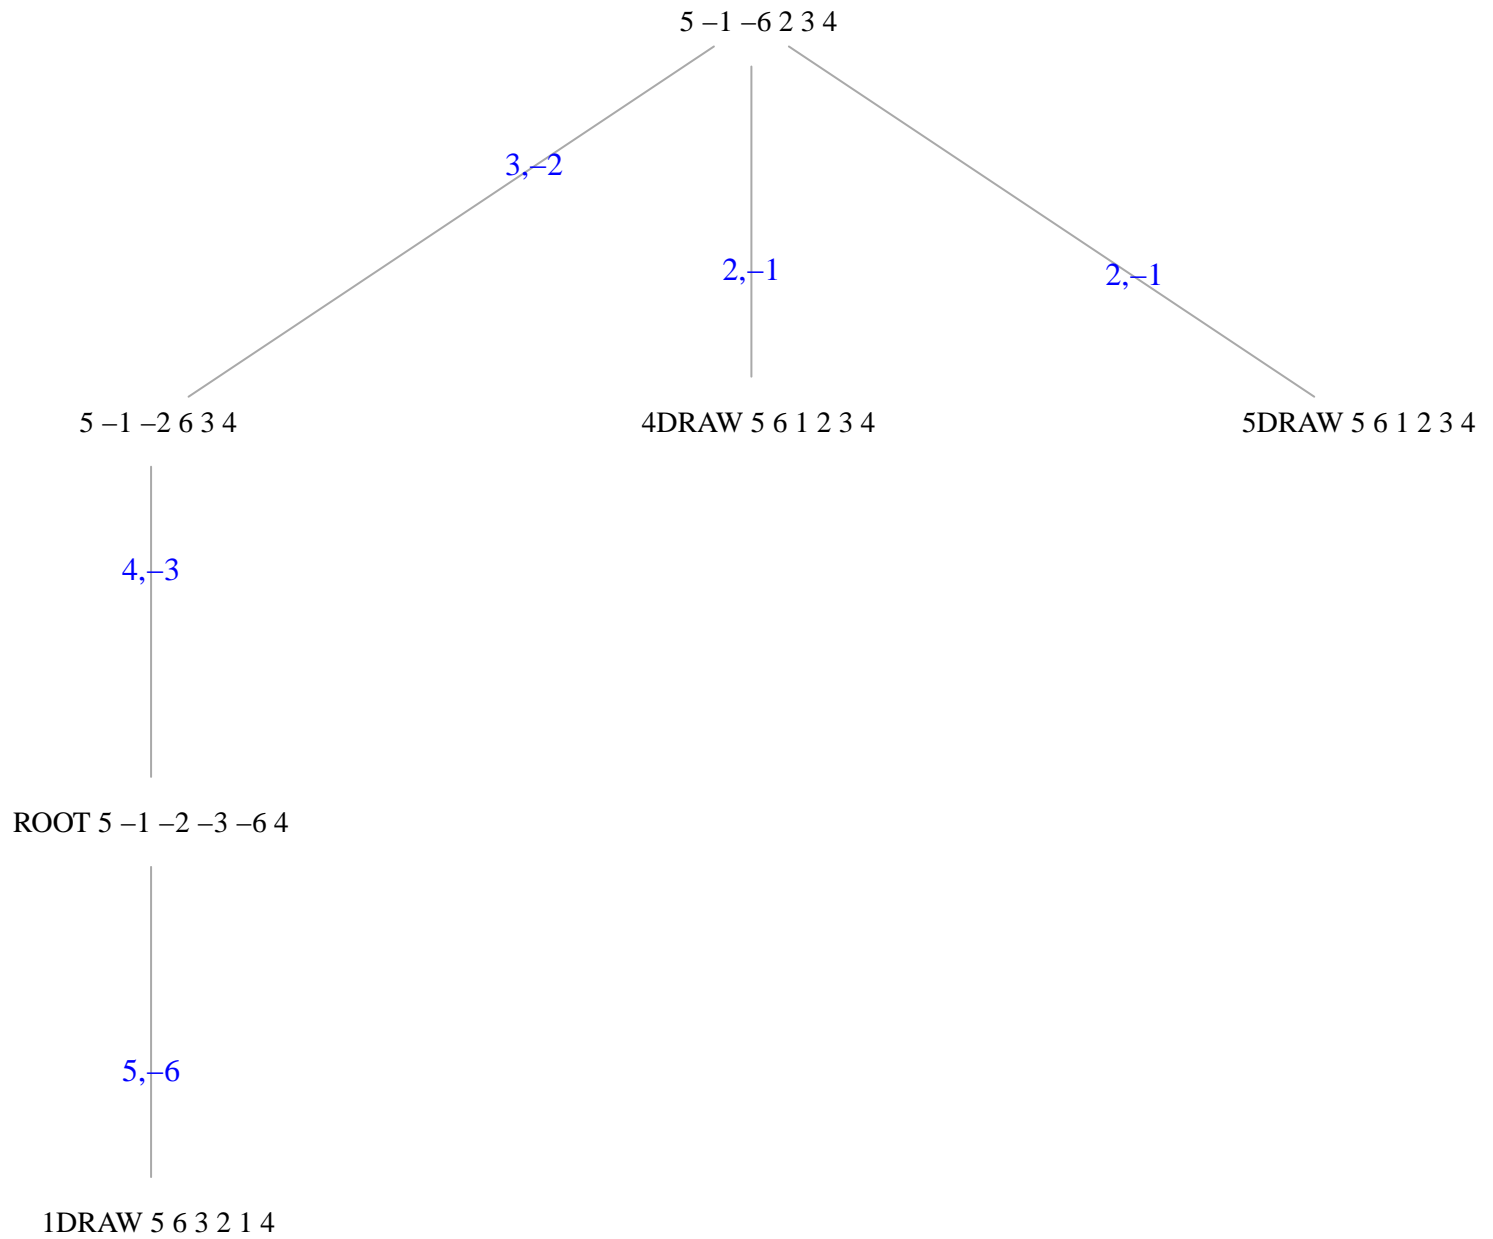 5 –1 –6 2 3 4
3,–2
2,–1
2,–1
5 –1 –2 6 3 4
4DRAW 5 6 1 2 3 4
5DRAW 5 6 1 2 3 4
4,–3
ROOT 5 –1 –2 –3 –6 4
5,–6
1DRAW 5 6 3 2 1 4